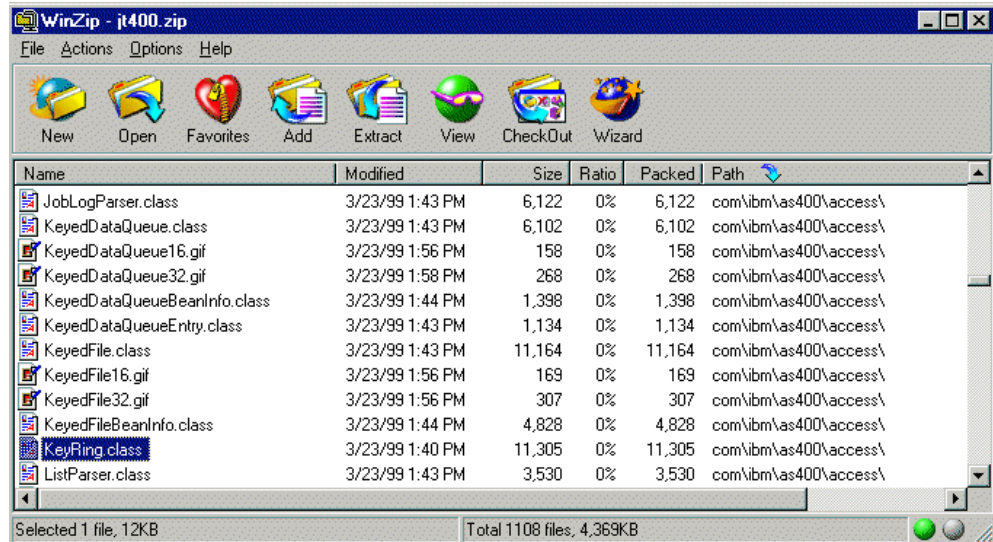 WinZip - jt400.zip
File Actions Options Help
New Open Favorites Add Extract View CheckOut Wizard
Name Modified Size Ratio Packed Path
JobLogParser.class 3/23/99 1:43 PM 6,122 0% 6,122 com\ibm\as400\access\
KeyedDataQueue.class 3/23/99 1:43 PM 6,102 0% 6,102 com\ibm\as400\access\
KeyedDataQueue16.gif 3/23/99 1:56 PM 158 0% 158 com\ibm\as400\access\
KeyedDataQueue32.gif 3/23/99 1:58 PM 268 0% 268 com\ibm\as400\access\
KeyedDataQueueBeanInfo.class 3/23/99 1:44 PM 1,398 0% 1,398 com\ibm\as400\access\
KeyedDataQueueEntry.class 3/23/99 1:43 PM 1,134 0% 1,134 com\ibm\as400\access\
KeyedFile.class 3/23/99 1:43 PM 11,164 0% 11,164 com\ibm\as400\access\
KeyedFile16.gif 3/23/99 1:56 PM 169 0% 169 com\ibm\as400\access\
KeyedFile32.gif 3/23/99 1:56 PM 307 0% 307 com\ibm\as400\access\
KeyedFileBeanInfo.class 3/23/99 1:44 PM 4,828 0% 4,828 com\ibm\as400\access\
KeyRing.class 3/23/99 1:40 PM 11,305 0% 11,305 com\ibm\as400\access\
ListParser.class 3/23/99 1:43 PM 3,530 0% 3,530 com\ibm\as400\access\
Selected 1 file, 12KB Total 1108 files, 4,369KB